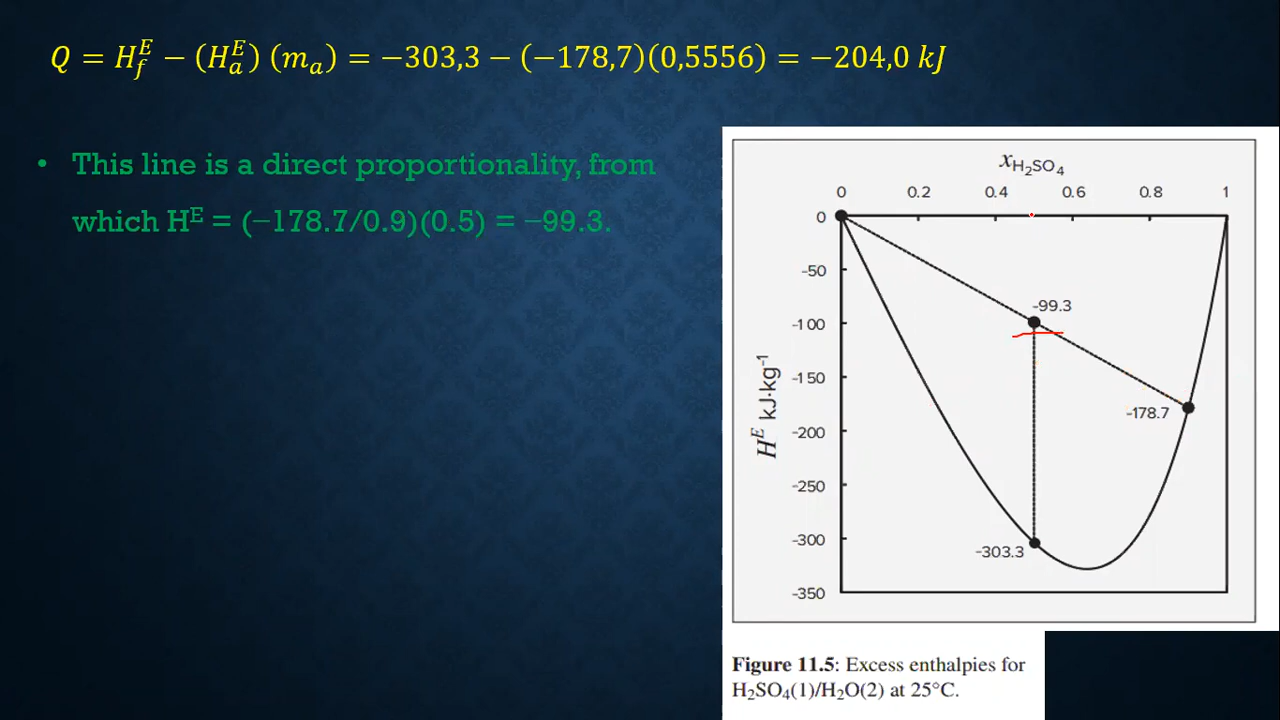 Q = H_f^E − (H_a^E) (m_a) = −303,3 − (−178,7)(0,5556) = −204,0 kJ
• This line is a direct proportionality, from
which H^E = (−178.7/0.9)(0.5) = −99.3.
x_H₂SO₄
0 0.2 0.4 0.6 0.8 1
0
-50
-99.3
-100
-150
-178.7
-200
-250
-300
-303.3
-350
H^E kJ·kg⁻¹
Figure 11.5: Excess enthalpies for
H₂SO₄(1)/H₂O(2) at 25°C.